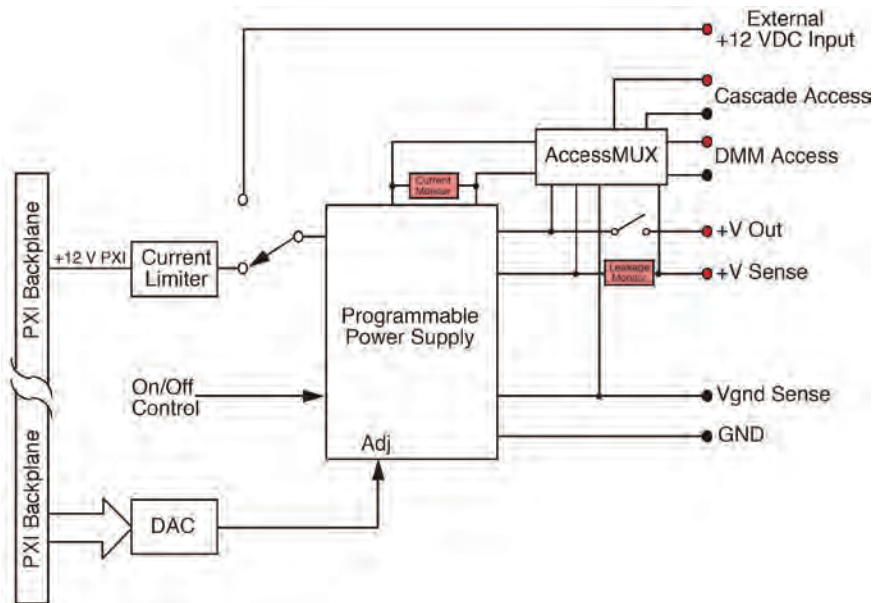 External
+12 VDC Input
Cascade Access
AccessMUX
DMM Access
Current
Monitor
PXI Backplane
+12 V PXI
Current
Limiter
+V Out
Leakage
Monitor
+V Sense
Programmable
Power Supply
On/Off
Control
Vgnd Sense
GND
Adj
PXI Backplane
DAC